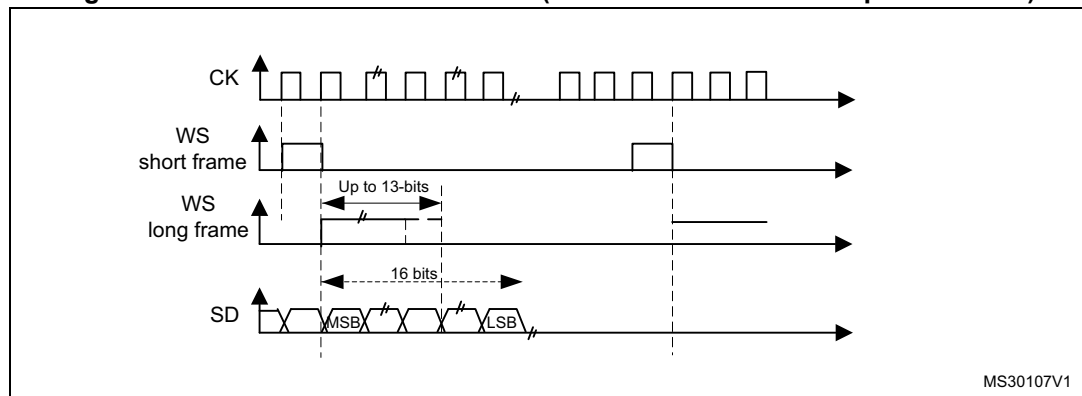 CK
WS
short frame
Up to 13-bits
WS
long frame
16 bits
SD
MSB
LSB
MS30107V1